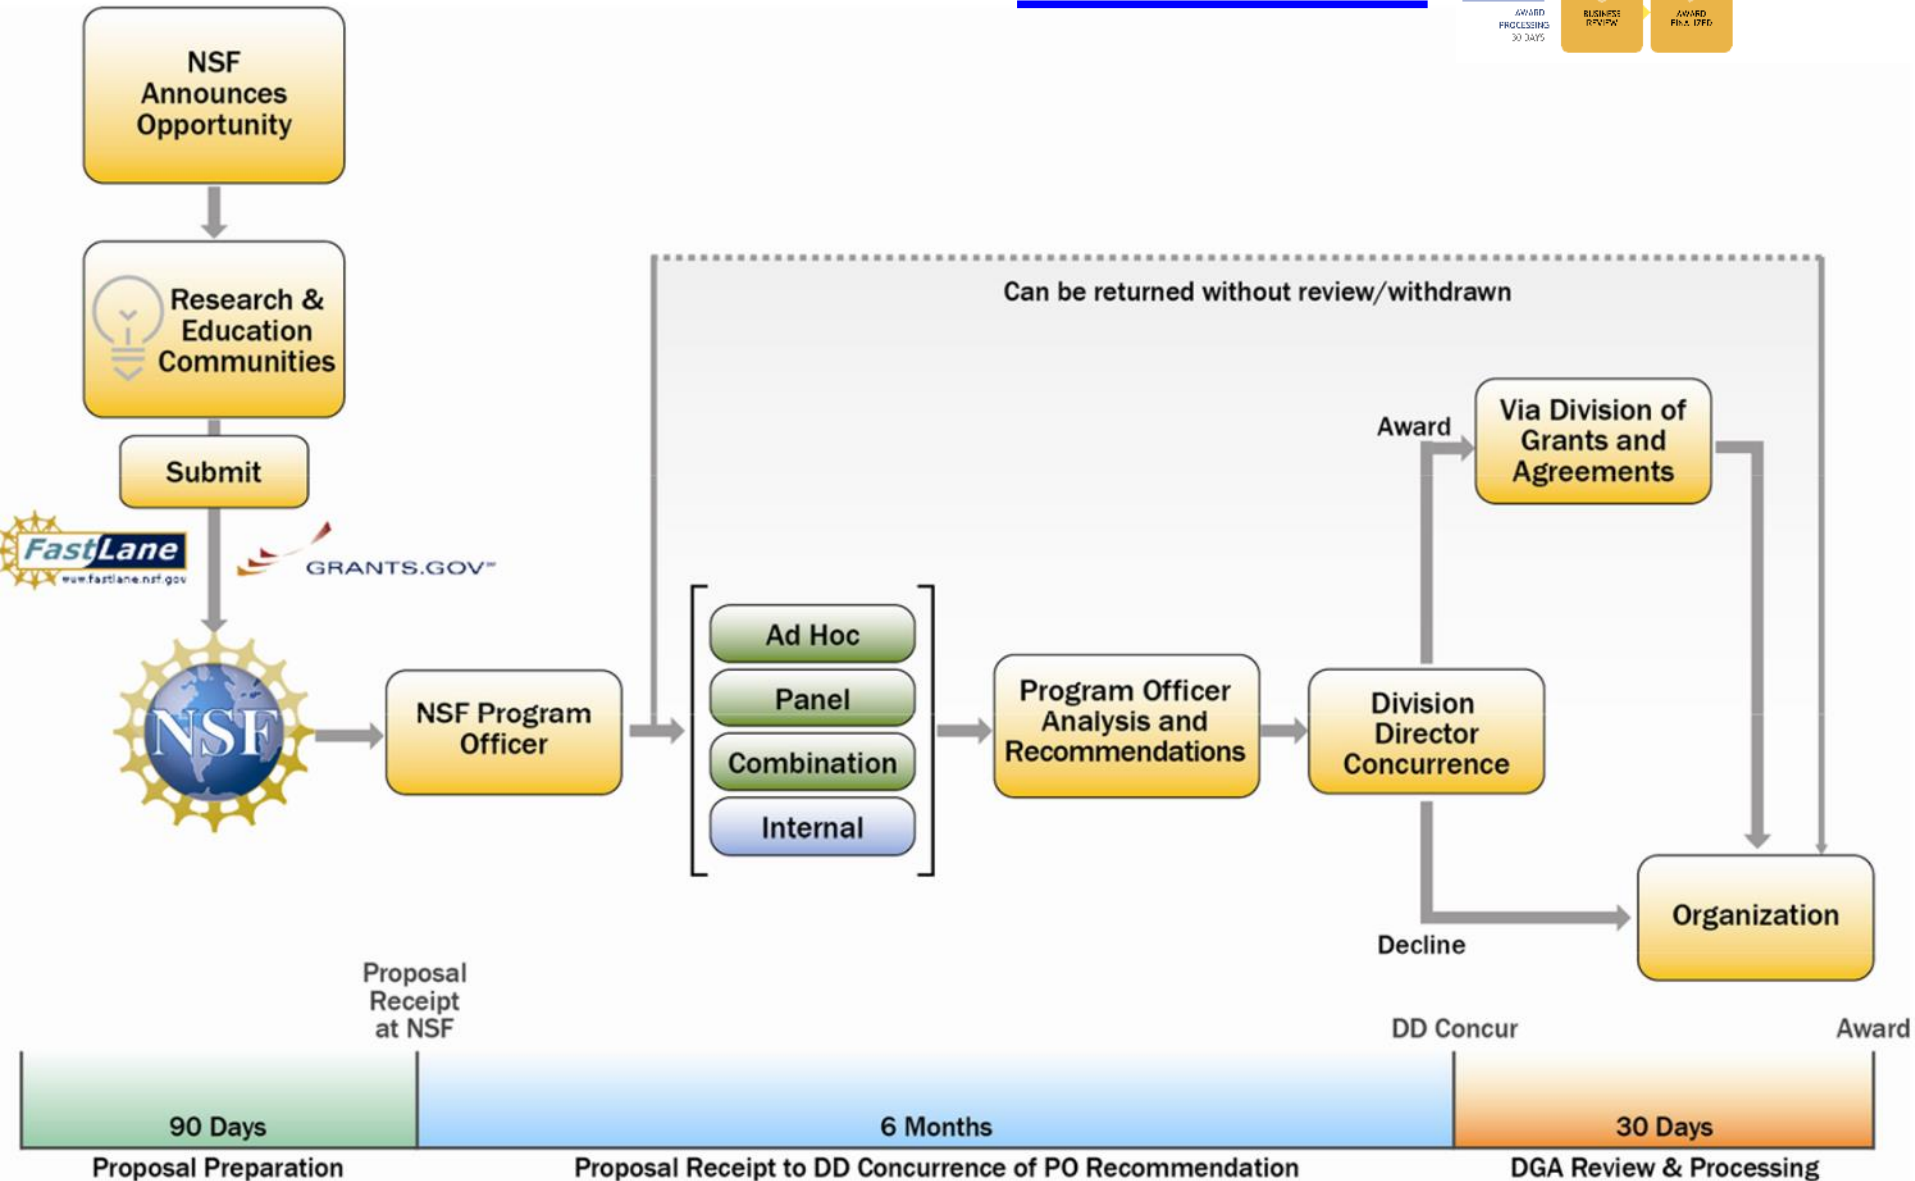 AWARD
PROCESSING
30 DAYS
BUSINESS
REVIEW
AWARD
FINALIZED
NSF
Announces
Opportunity
Research &
Education
Communities
Submit
FastLane
www.fastlane.nsf.gov
GRANTS.GOV℠
NSF
NSF Program
Officer
Can be returned without review/withdrawn
Ad Hoc
Panel
Combination
Internal
Program Officer
Analysis and
Recommendations
Division
Director
Concurrence
Award
Via Division of
Grants and
Agreements
Decline
Organization
Proposal
Receipt
at NSF
DD Concur
Award
90 Days
6 Months
30 Days
Proposal Preparation
Proposal Receipt to DD Concurrence of PO Recommendation
DGA Review & Processing